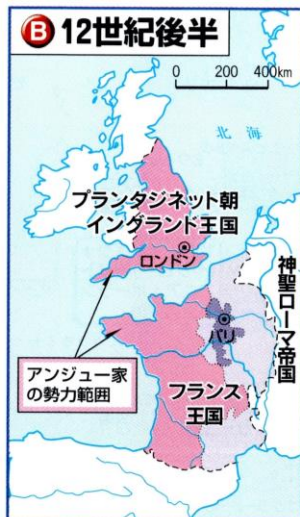 B 12世紀後半
0 200 400km
北海
プランタジネット朝
イングランド王国
ロンドン
神聖ローマ帝国
パリ
アンジュー家
の勢力範囲
フランス
王国